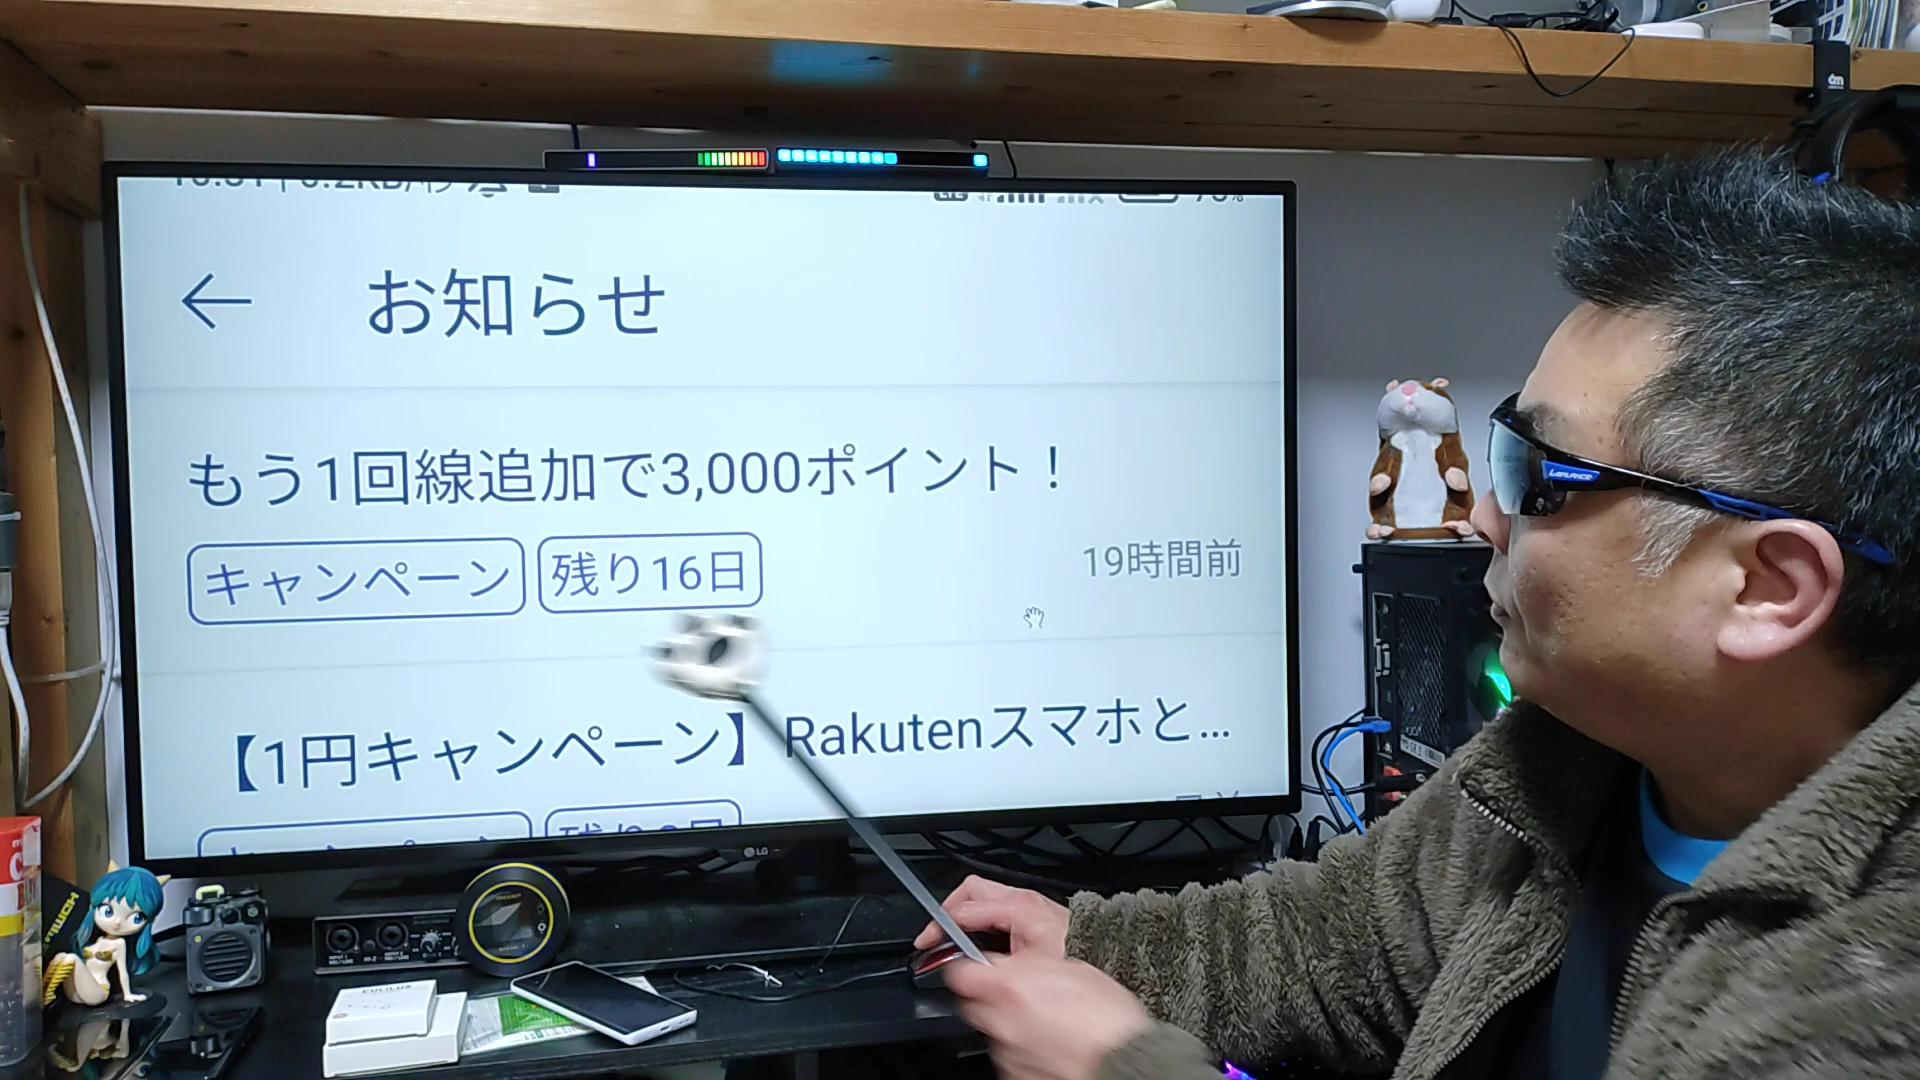 お知らせ
もう1回線追加で3,000ポイント！
キャンペーン 残り16日
19時間前
【1円キャンペーン】Rakutenスマホと...
LG